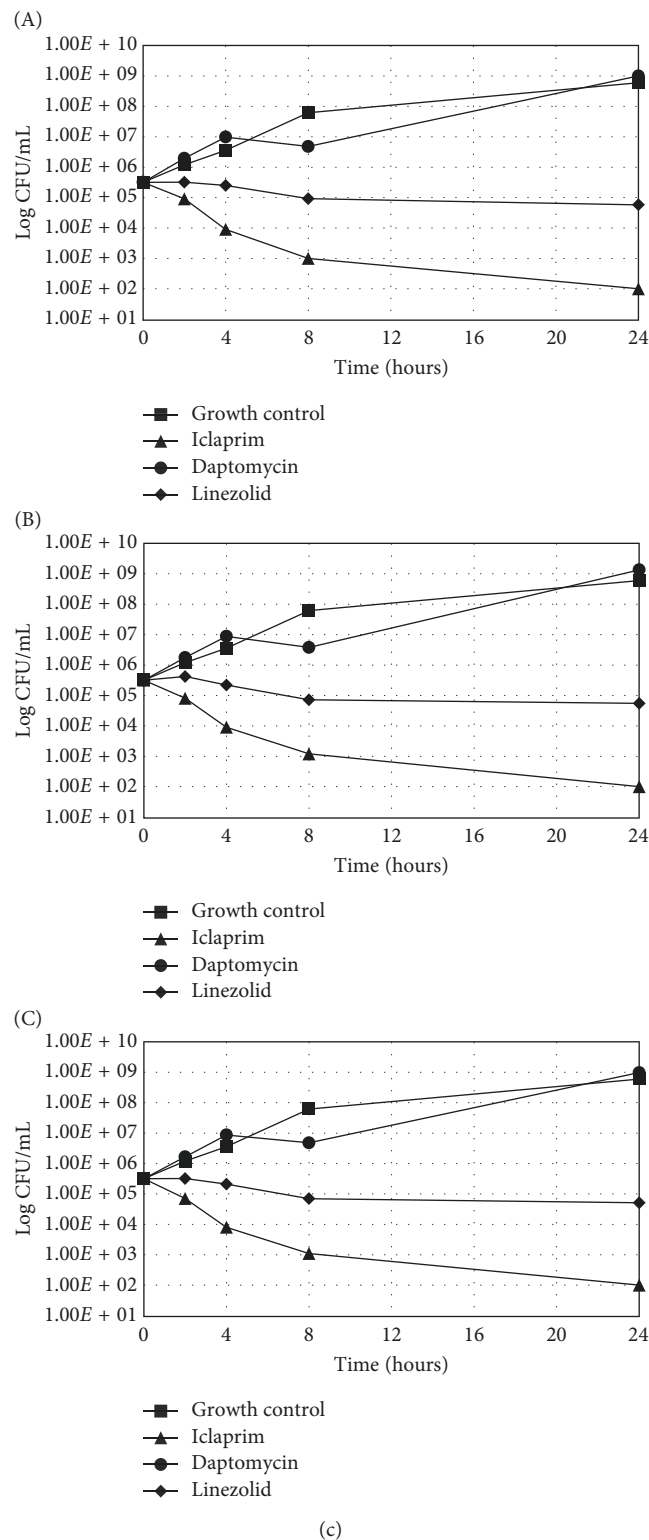 (A)
Log CFU/mL
1.00E + 10
1.00E + 09
1.00E + 08
1.00E + 07
1.00E + 06
1.00E + 05
1.00E + 04
1.00E + 03
1.00E + 02
1.00E + 01
0 4 8 12 16 20 24
Time (hours)
Growth control
Iclaprim
Daptomycin
Linezolid
(B)
Log CFU/mL
1.00E + 10
1.00E + 09
1.00E + 08
1.00E + 07
1.00E + 06
1.00E + 05
1.00E + 04
1.00E + 03
1.00E + 02
1.00E + 01
0 4 8 12 16 20 24
Time (hours)
Growth control
Iclaprim
Daptomycin
Linezolid
(C)
Log CFU/mL
1.00E + 10
1.00E + 09
1.00E + 08
1.00E + 07
1.00E + 06
1.00E + 05
1.00E + 04
1.00E + 03
1.00E + 02
1.00E + 01
0 4 8 12 16 20 24
Time (hours)
Growth control
Iclaprim
Daptomycin
Linezolid
(c)